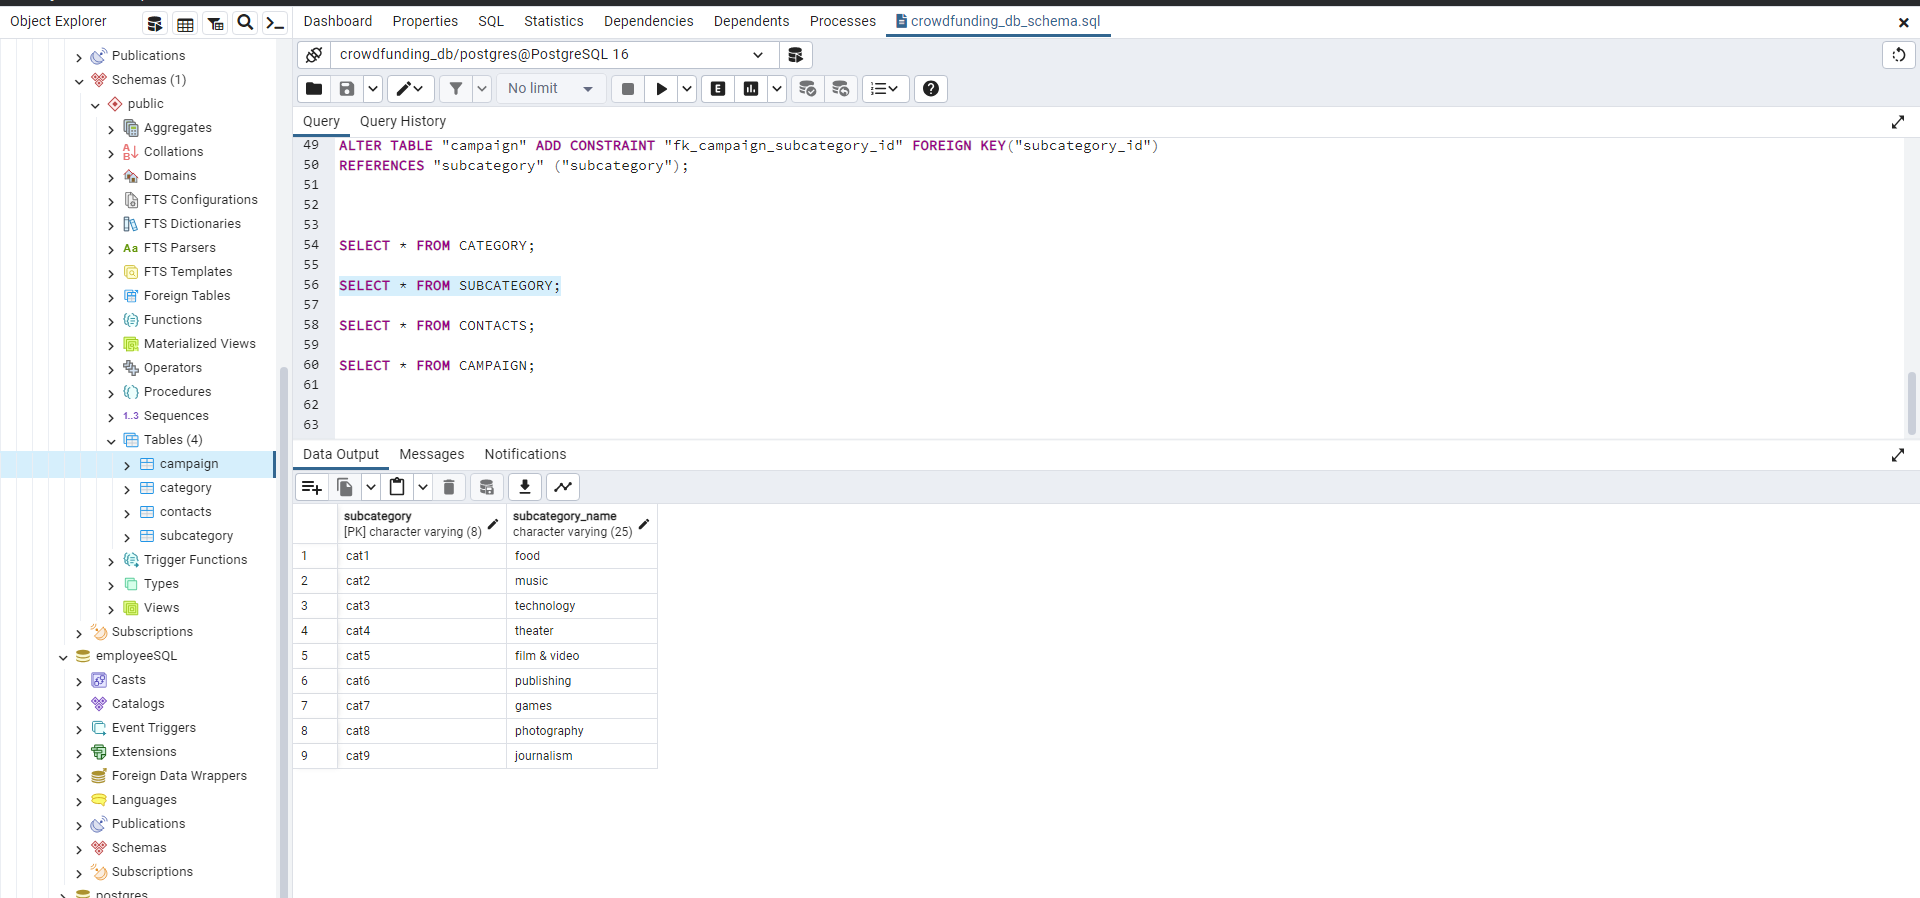 Object Explorer
Dashboard
Properties
SQL
Statistics
Dependencies
Dependents
Processes
crowdfunding_db_schema.sql
Publications
Schemas (1)
public
Aggregates
Collations
Domains
FTS Configurations
FTS Dictionaries
Aa FTS Parsers
FTS Templates
Foreign Tables
Functions
Materialized Views
Operators
Procedures
1..3 Sequences
Tables (4)
campaign
category
contacts
subcategory
Trigger Functions
Types
Views
Subscriptions
employeeSQL
Casts
Catalogs
Event Triggers
Extensions
Foreign Data Wrappers
Languages
Publications
Schemas
Subscriptions
postgres
crowdfunding_db/postgres@PostgreSQL 16
No limit
E
Query
Query History
49 ALTER TABLE "campaign" ADD CONSTRAINT "fk_campaign_subcategory_id" FOREIGN KEY("subcategory_id")
50 REFERENCES "subcategory" ("subcategory");
51
52
53
54 SELECT * FROM CATEGORY;
55
56 SELECT * FROM SUBCATEGORY;
57
58 SELECT * FROM CONTACTS;
59
60 SELECT * FROM CAMPAIGN;
61
62
63
Data Output
Messages
Notifications
subcategory
[PK] character varying (8)
subcategory_name
character varying (25)
1 cat1 food
2 cat2 music
3 cat3 technology
4 cat4 theater
5 cat5 film & video
6 cat6 publishing
7 cat7 games
8 cat8 photography
9 cat9 journalism